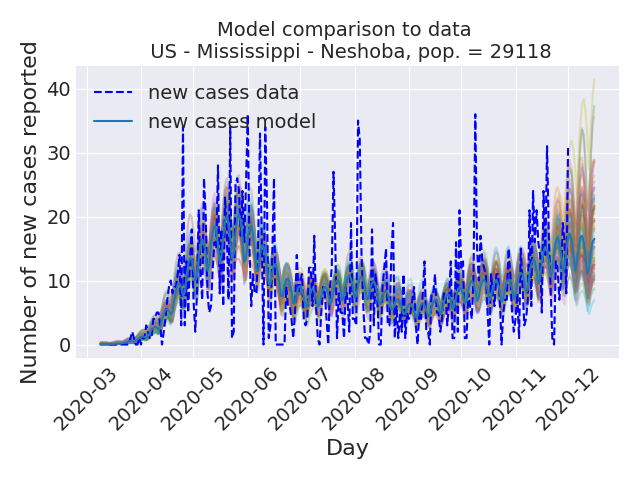 Model comparison to data
US - Mississippi - Neshoba, pop. = 29118
Number of new cases reported
40
30
20
10
0
new cases data
new cases model
2020-03
2020-04
2020-05
2020-06
2020-07
2020-08
2020-09
2020-10
2020-11
2020-12
Day